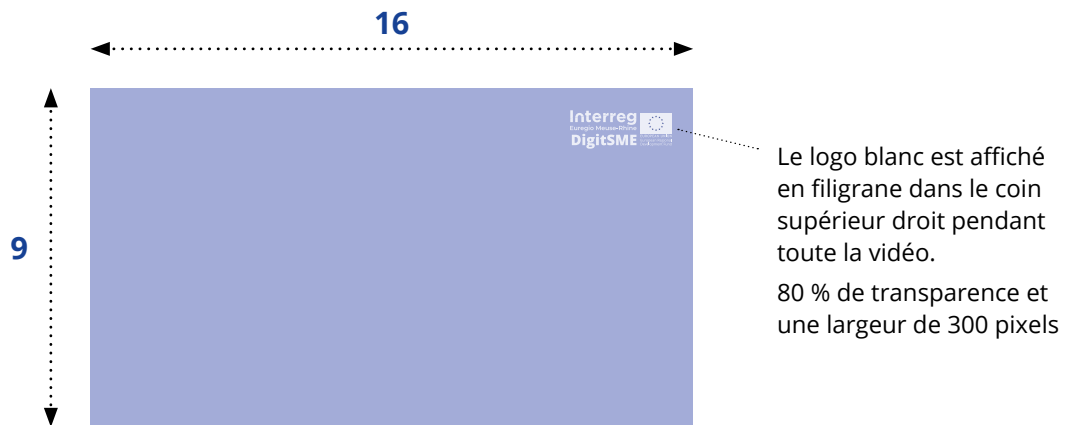 16
9
Interreg
Euregio Meuse-Rhine
DigitSME
Le logo blanc est affiché
en filigrane dans le coin
supérieur droit pendant
toute la vidéo.
80 % de transparence et
une largeur de 300 pixels